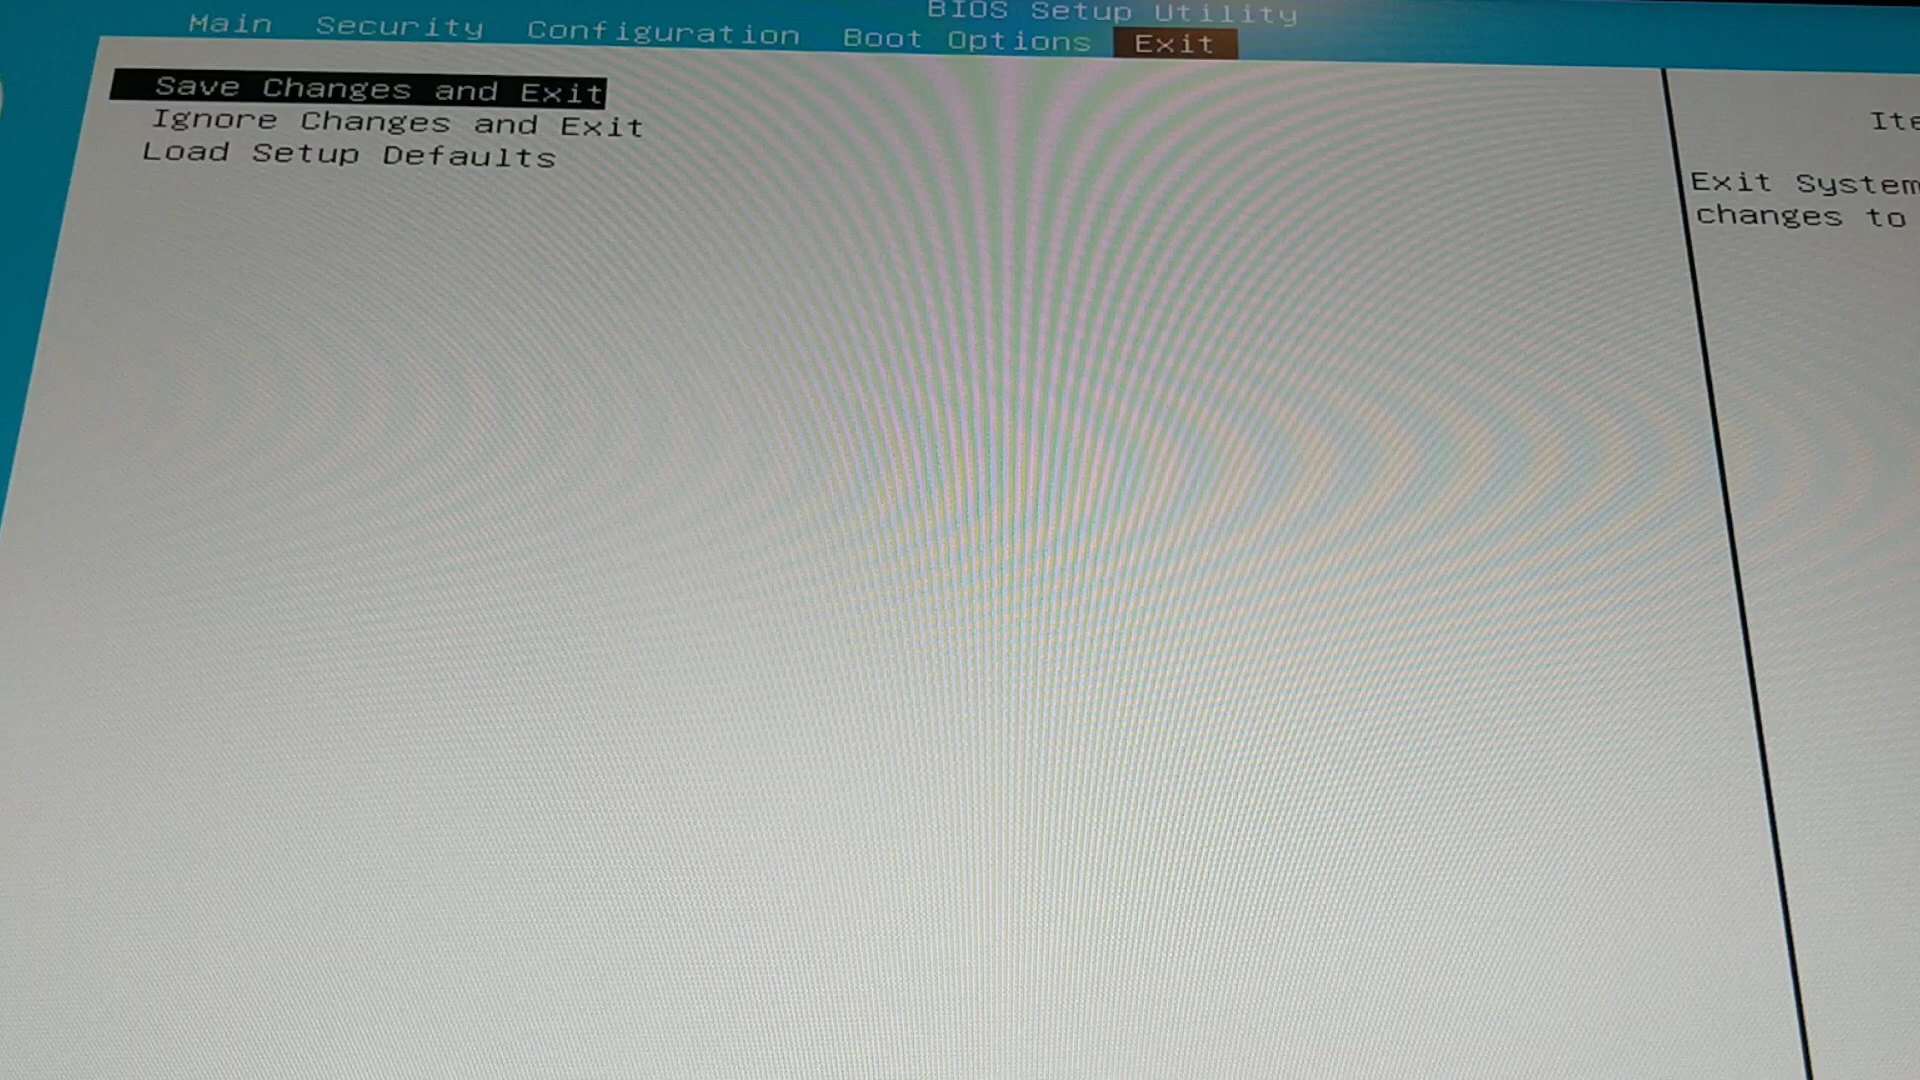 BIOS Setup Utility
Main Security Configuration Boot Options Exit
Save Changes and Exit
Ignore Changes and Exit
Load Setup Defaults
Exit System
changes to